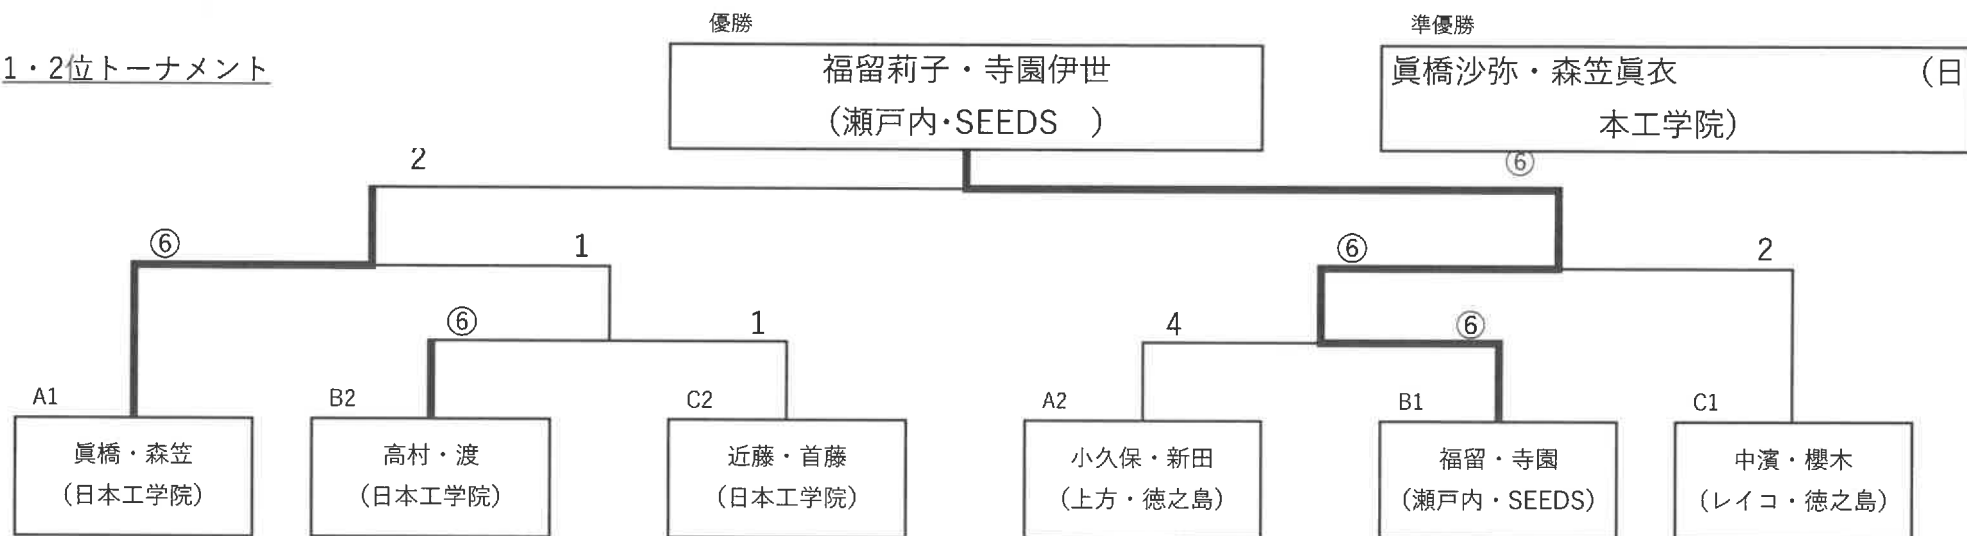 優勝
準優勝
1・2位トーナメント
福留莉子・寺園伊世
(瀬戸内・SEEDS　)
眞橋沙弥・森笠眞衣　(日
本工学院)
2
⑥
⑥
1
⑥
2
⑥
1
4
⑥
A1
B2
C2
A2
B1
C1
眞橋・森笠
(日本工学院)
高村・渡
(日本工学院)
近藤・首藤
(日本工学院)
小久保・新田
(上方・徳之島)
福留・寺園
(瀬戸内・SEEDS)
中濱・櫻木
(レイコ・徳之島)